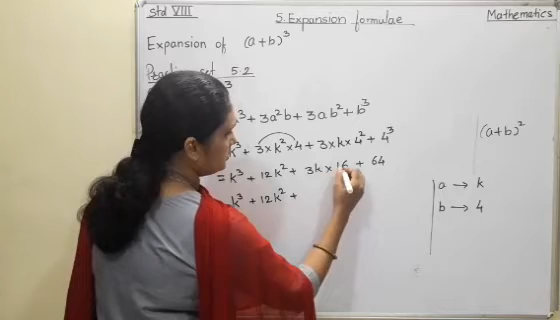 Std VIII
5. Expansion formulae
Mathematics
Expansion of (a+b)³
Practice set 5.2
³
³ + 3a²b + 3ab² + b³
k³ + 3×k²×4 + 3×k×4² + 4³
= k³ + 12k² + 3k×16 + 64
k³ + 12k² +
(a+b)²
a → k
b → 4